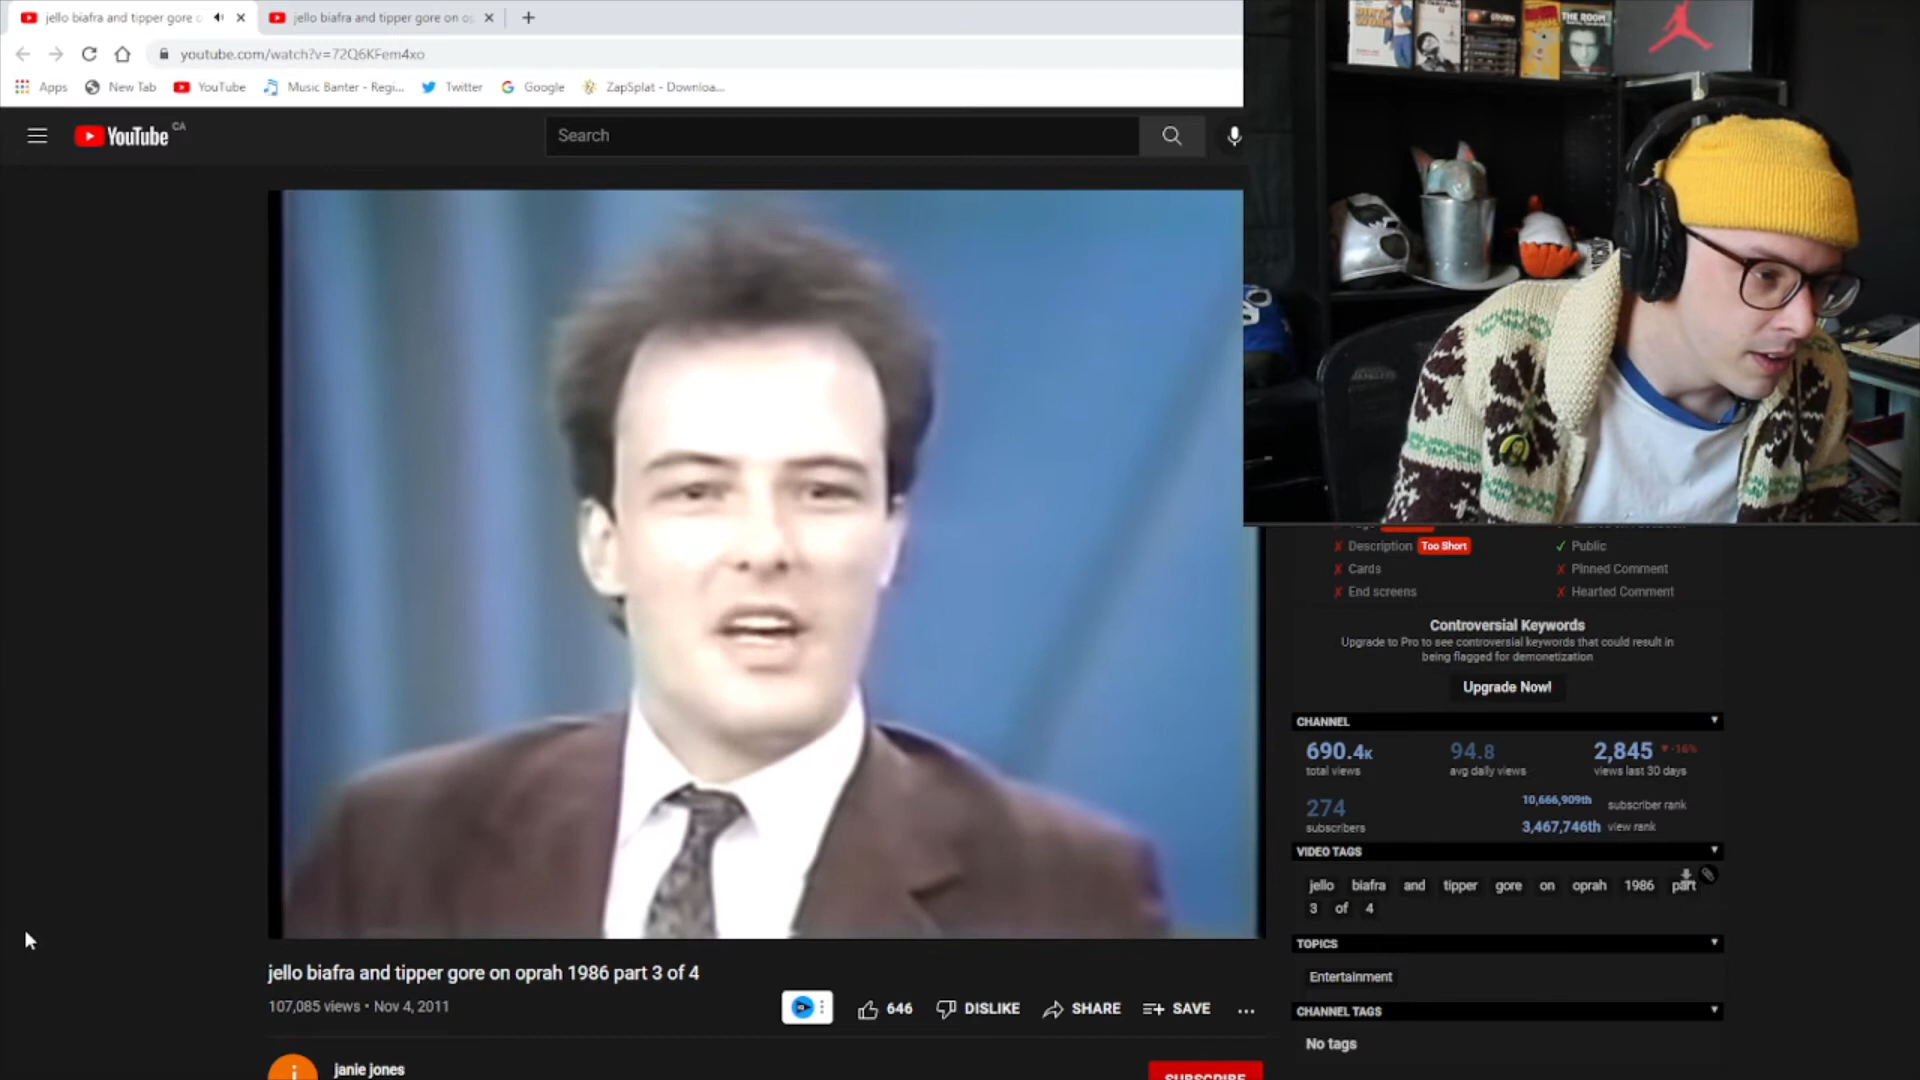 jello biafra and tipper gore o
jello biafra and tipper gore on o
youtube.com/watch?v=72Q6KFem4xo
Apps
New Tab
YouTube
Music Banter - Regi...
Twitter
Google
ZapSplat - Downloa...
YouTube CA
Search
THE ROOM
Description Too Short
Public
Cards
Pinned Comment
End screens
Hearted Comment
Controversial Keywords
Upgrade to Pro to see controversial keywords that could result in
being flagged for demonetization
Upgrade Now!
CHANNEL
690.4K
94.8
2,845 -16%
total views
avg daily views
views last 30 days
274
10,666,909th subscriber rank
subscribers
3,467,746th view rank
VIDEO TAGS
jello biafra and tipper gore on oprah 1986 part
3 of 4
TOPICS
Entertainment
CHANNEL TAGS
No tags
jello biafra and tipper gore on oprah 1986 part 3 of 4
107,085 views • Nov 4, 2011
646
DISLIKE
SHARE
SAVE
janie jones
SUBSCRIBE